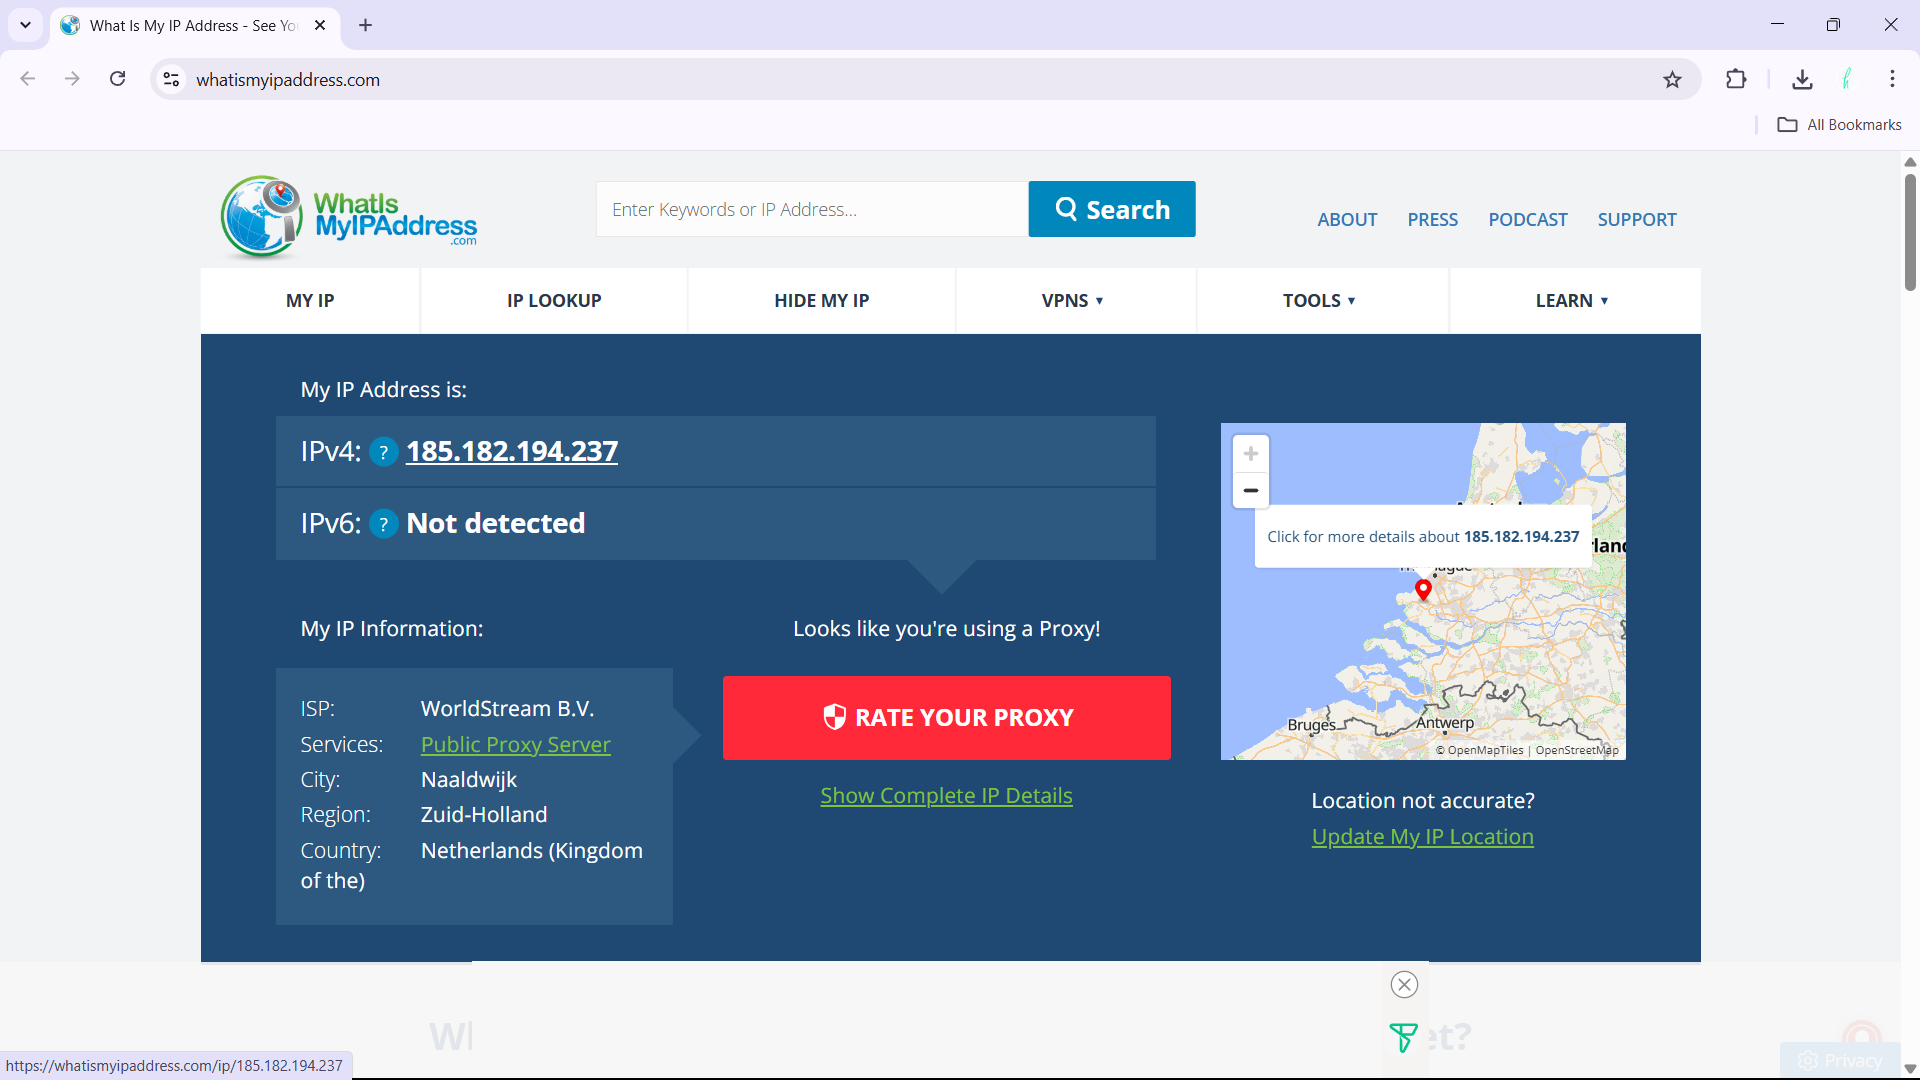 What Is My IP Address - See Yo
whatismyipaddress.com
All Bookmarks
WhatIs
MyIPAddress
.com
Enter Keywords or IP Address...
Search
ABOUT
PRESS
PODCAST
SUPPORT
MY IP
IP LOOKUP
HIDE MY IP
VPNS ▾
TOOLS ▾
LEARN ▾
My IP Address is:
IPv4: ? 185.182.194.237
IPv6: ? Not detected
My IP Information:
ISP: WorldStream B.V.
Services: Public Proxy Server
City: Naaldwijk
Region: Zuid-Holland
Country: Netherlands (Kingdom
of the)
Looks like you're using a Proxy!
RATE YOUR PROXY
Show Complete IP Details
+
−
Click for more details about 185.182.194.237
Bruges
Antwerp
© OpenMapTiles | OpenStreetMap
Location not accurate?
Update My IP Location
et?
Privacy
https://whatismyipaddress.com/ip/185.182.194.237